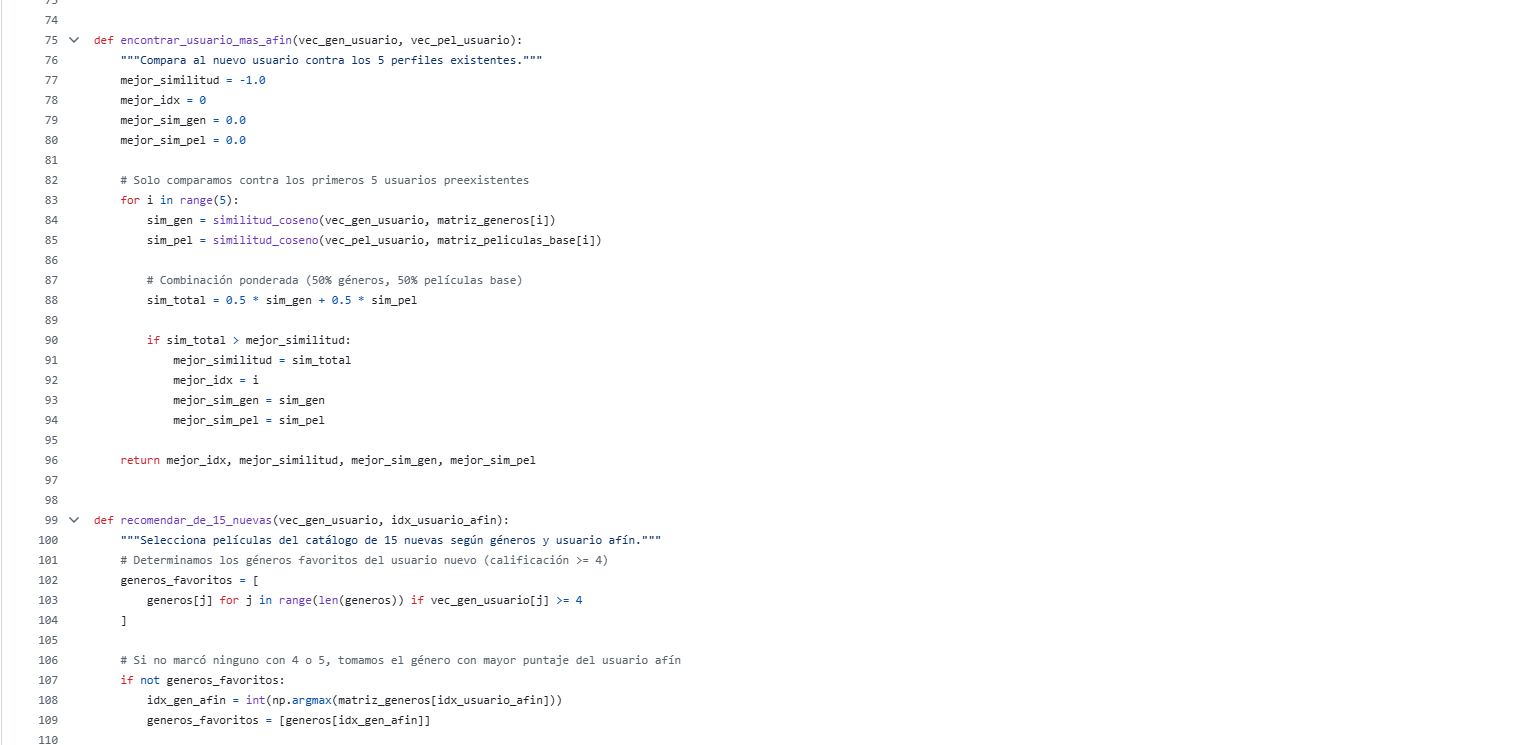 74
75 def encontrar_usuario_mas_afin(vec_gen_usuario, vec_pel_usuario):
76 """Compara al nuevo usuario contra los 5 perfiles existentes."""
77 mejor_similitud = -1.0
78 mejor_idx = 0
79 mejor_sim_gen = 0.0
80 mejor_sim_pel = 0.0
81
82 # Solo comparamos contra los primeros 5 usuarios preexistentes
83 for i in range(5):
84 sim_gen = similitud_coseno(vec_gen_usuario, matriz_generos[i])
85 sim_pel = similitud_coseno(vec_pel_usuario, matriz_peliculas_base[i])
86
87 # Combinación ponderada (50% géneros, 50% películas base)
88 sim_total = 0.5 * sim_gen + 0.5 * sim_pel
89
90 if sim_total > mejor_similitud:
91 mejor_similitud = sim_total
92 mejor_idx = i
93 mejor_sim_gen = sim_gen
94 mejor_sim_pel = sim_pel
95
96 return mejor_idx, mejor_similitud, mejor_sim_gen, mejor_sim_pel
97
98
99 def recomendar_de_15_nuevas(vec_gen_usuario, idx_usuario_afin):
100 """Selecciona películas del catálogo de 15 nuevas según géneros y usuario afín."""
101 # Determinamos los géneros favoritos del usuario nuevo (calificación >= 4)
102 generos_favoritos = [
103 generos[j] for j in range(len(generos)) if vec_gen_usuario[j] >= 4
104 ]
105
106 # Si no marcó ninguno con 4 o 5, tomamos el género con mayor puntaje del usuario afín
107 if not generos_favoritos:
108 idx_gen_afin = int(np.argmax(matriz_generos[idx_usuario_afin]))
109 generos_favoritos = [generos[idx_gen_afin]]
110